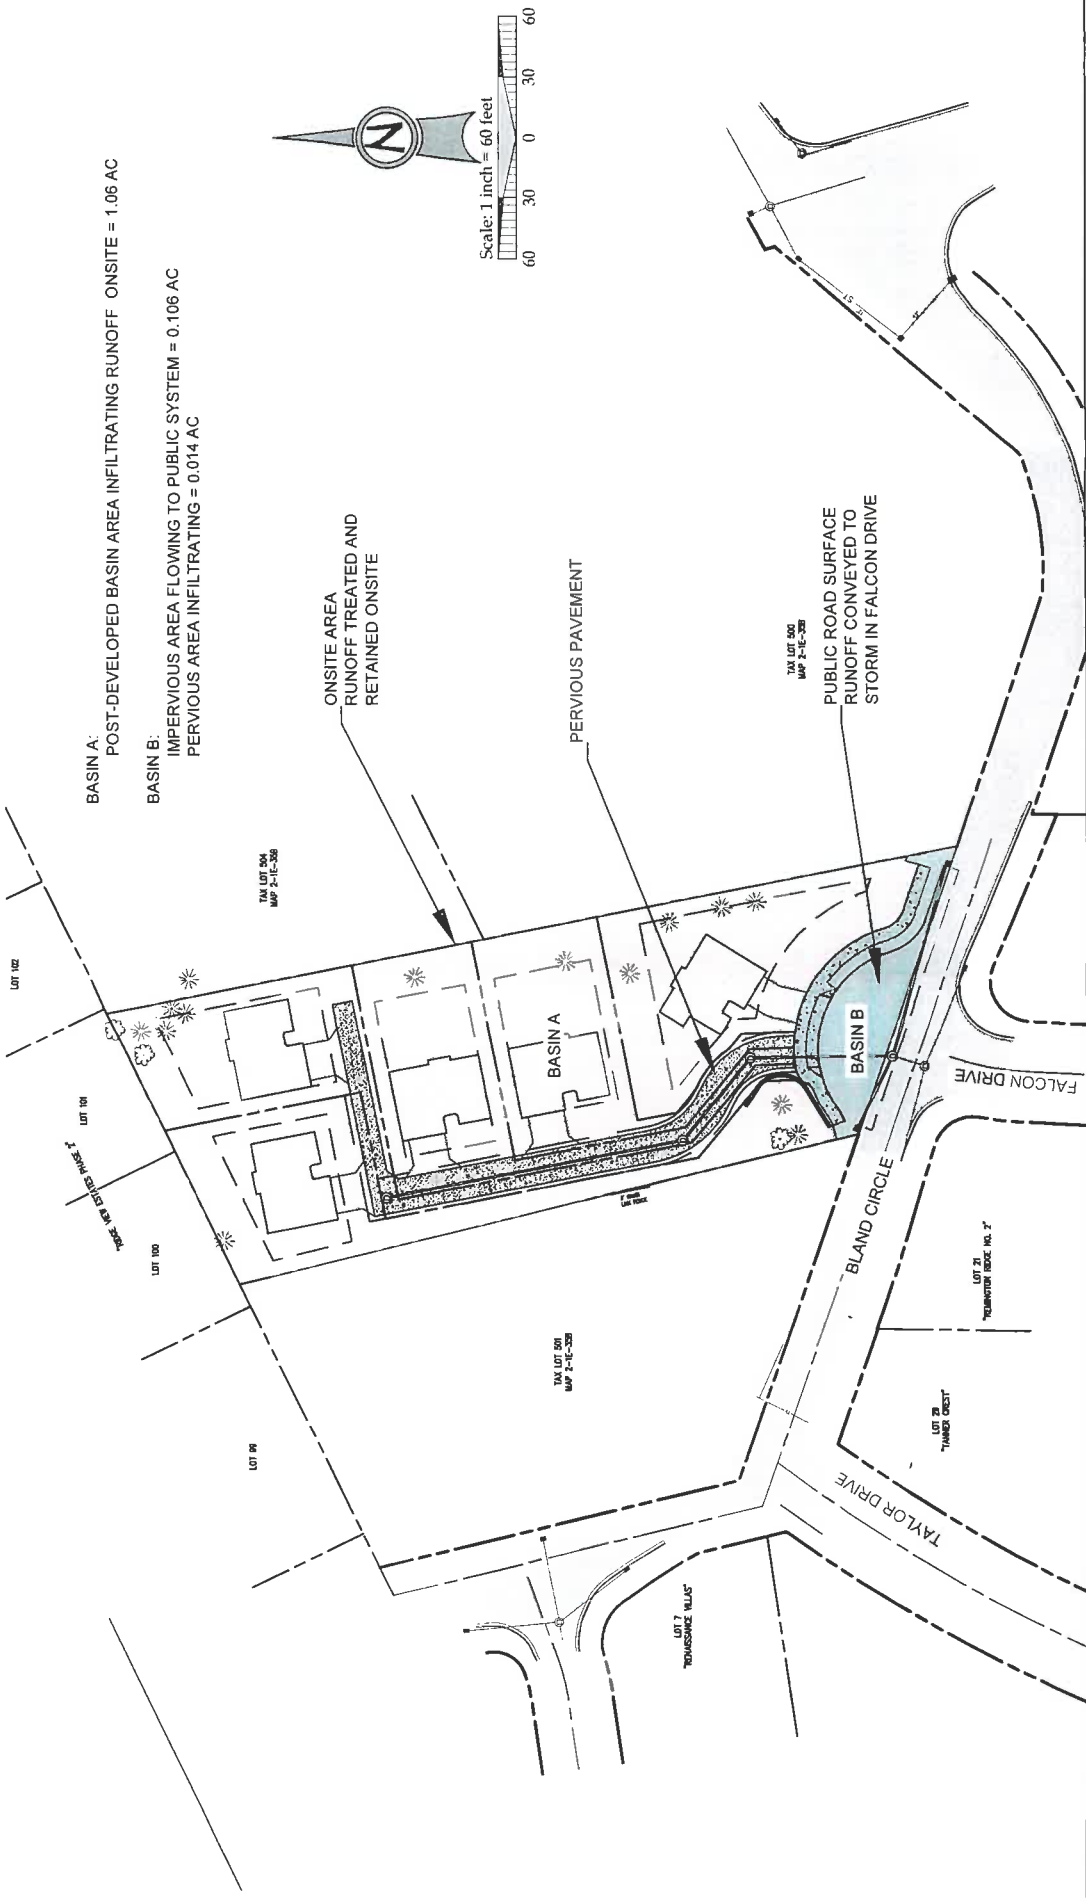 BASIN A:
POST-DEVELOPED BASIN AREA INFILTRATING RUNOFF ONSITE = 1.06 AC
BASIN B:
IMPERVIOUS AREA FLOWING TO PUBLIC SYSTEM = 0.106 AC
PERVIOUS AREA INFILTRATING = 0.014 AC
N
Scale: 1 inch = 60 feet
60 30 0 30 60
ONSITE AREA
RUNOFF TREATED AND
RETAINED ONSITE
PERVIOUS PAVEMENT
PUBLIC ROAD SURFACE
RUNOFF CONVEYED TO
STORM IN FALCON DRIVE
TAX LOT 500
MAP 2-1E-35B
TAX LOT 504
MAP 2-1E-35B
LOT 102
LOT 101
"RIDGE VIEW ESTATES PHASE 2"
LOT 100
LOT 99
BASIN A
BASIN B
TAX LOT 501
MAP 2-1E-35B
BLAND CIRCLE
FALCON DRIVE
TAYLOR DRIVE
LOT 21
"REMINGTON RIDGE NO. 2"
LOT 29
"TANNER CREST"
LOT 7
"RENAISSANCE VILLAS"